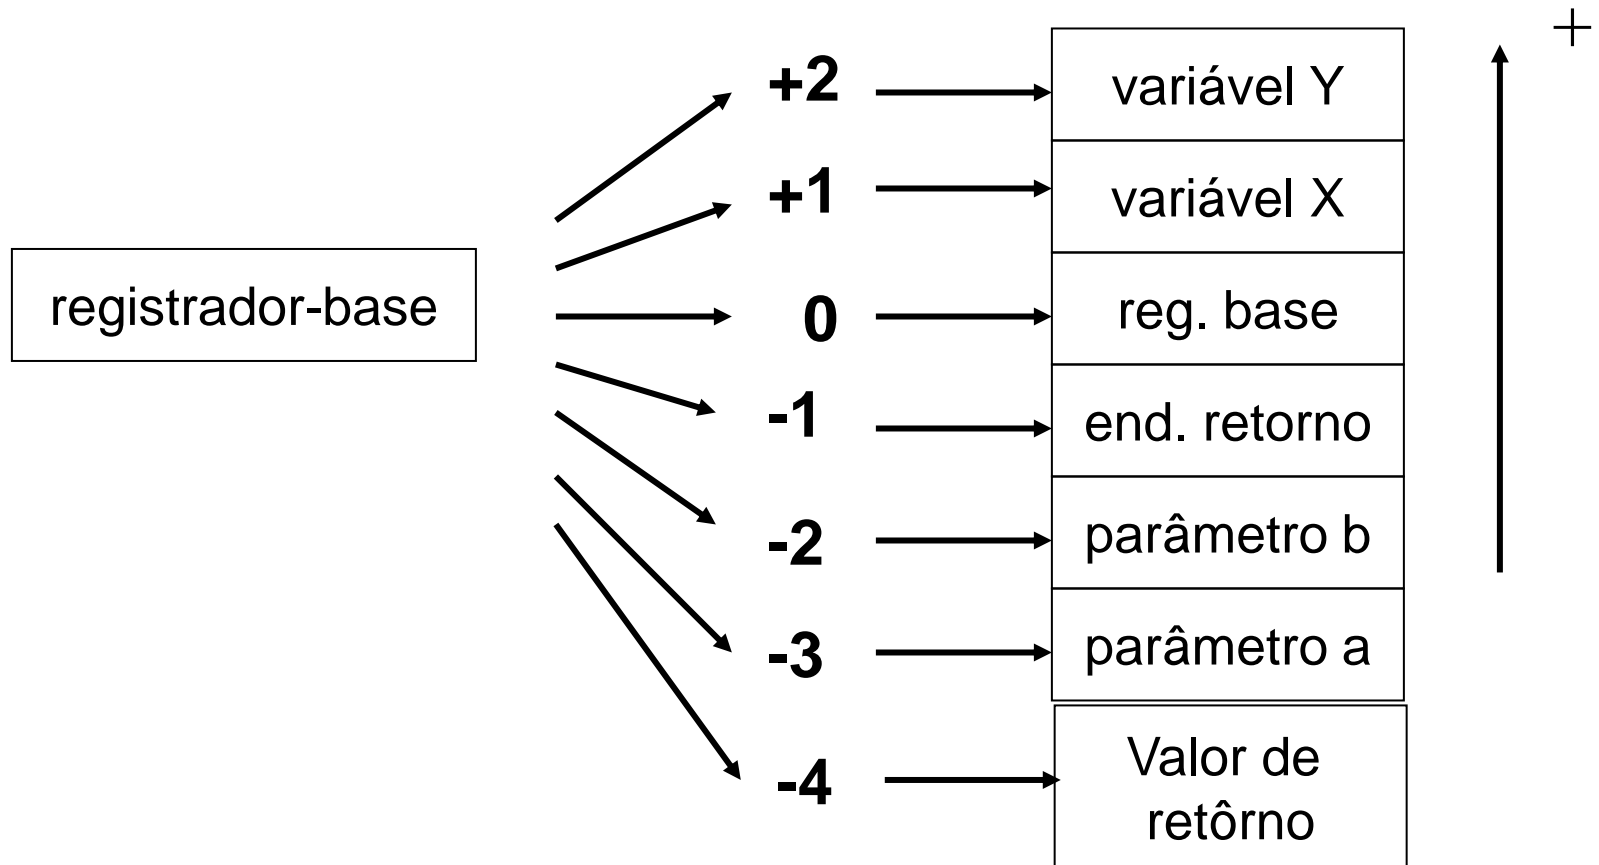 +
+2 variável Y
+1 variável X
registrador-base 0 reg. base
-1 end. retorno
-2 parâmetro b
-3 parâmetro a
-4 Valor de
retôrno